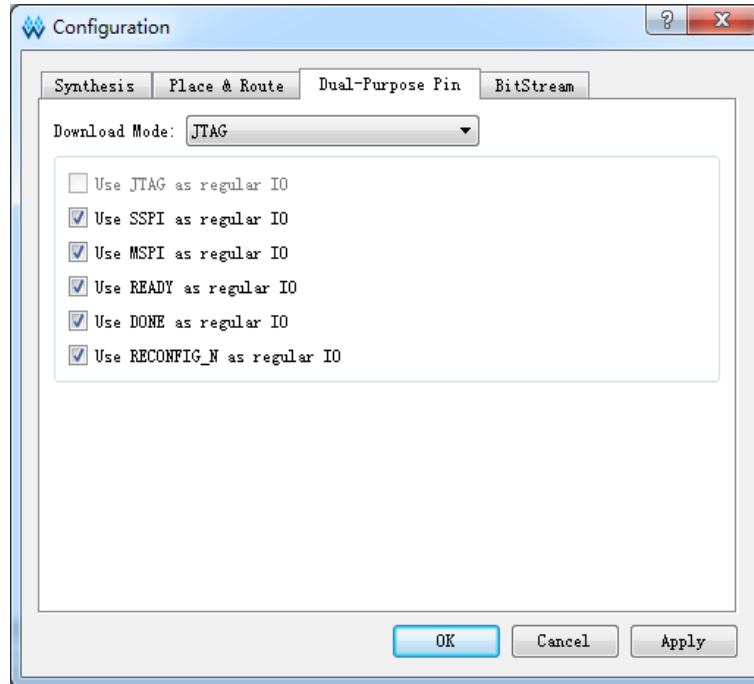 Configuration
Synthesis Place & Route Dual-Purpose Pin BitStream
Download Mode: JTAG
Use JTAG as regular IO
Use SSPI as regular IO
Use MSPI as regular IO
Use READY as regular IO
Use DONE as regular IO
Use RECONFIG_N as regular IO
OK Cancel Apply